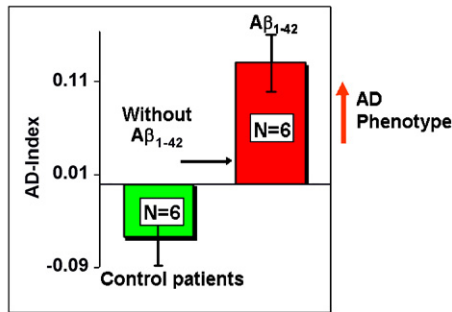 Aβ1-42
0.11
AD
Phenotype
Without
Aβ1-42
N=6
AD-Index
0.01
N=6
-0.09
Control patients